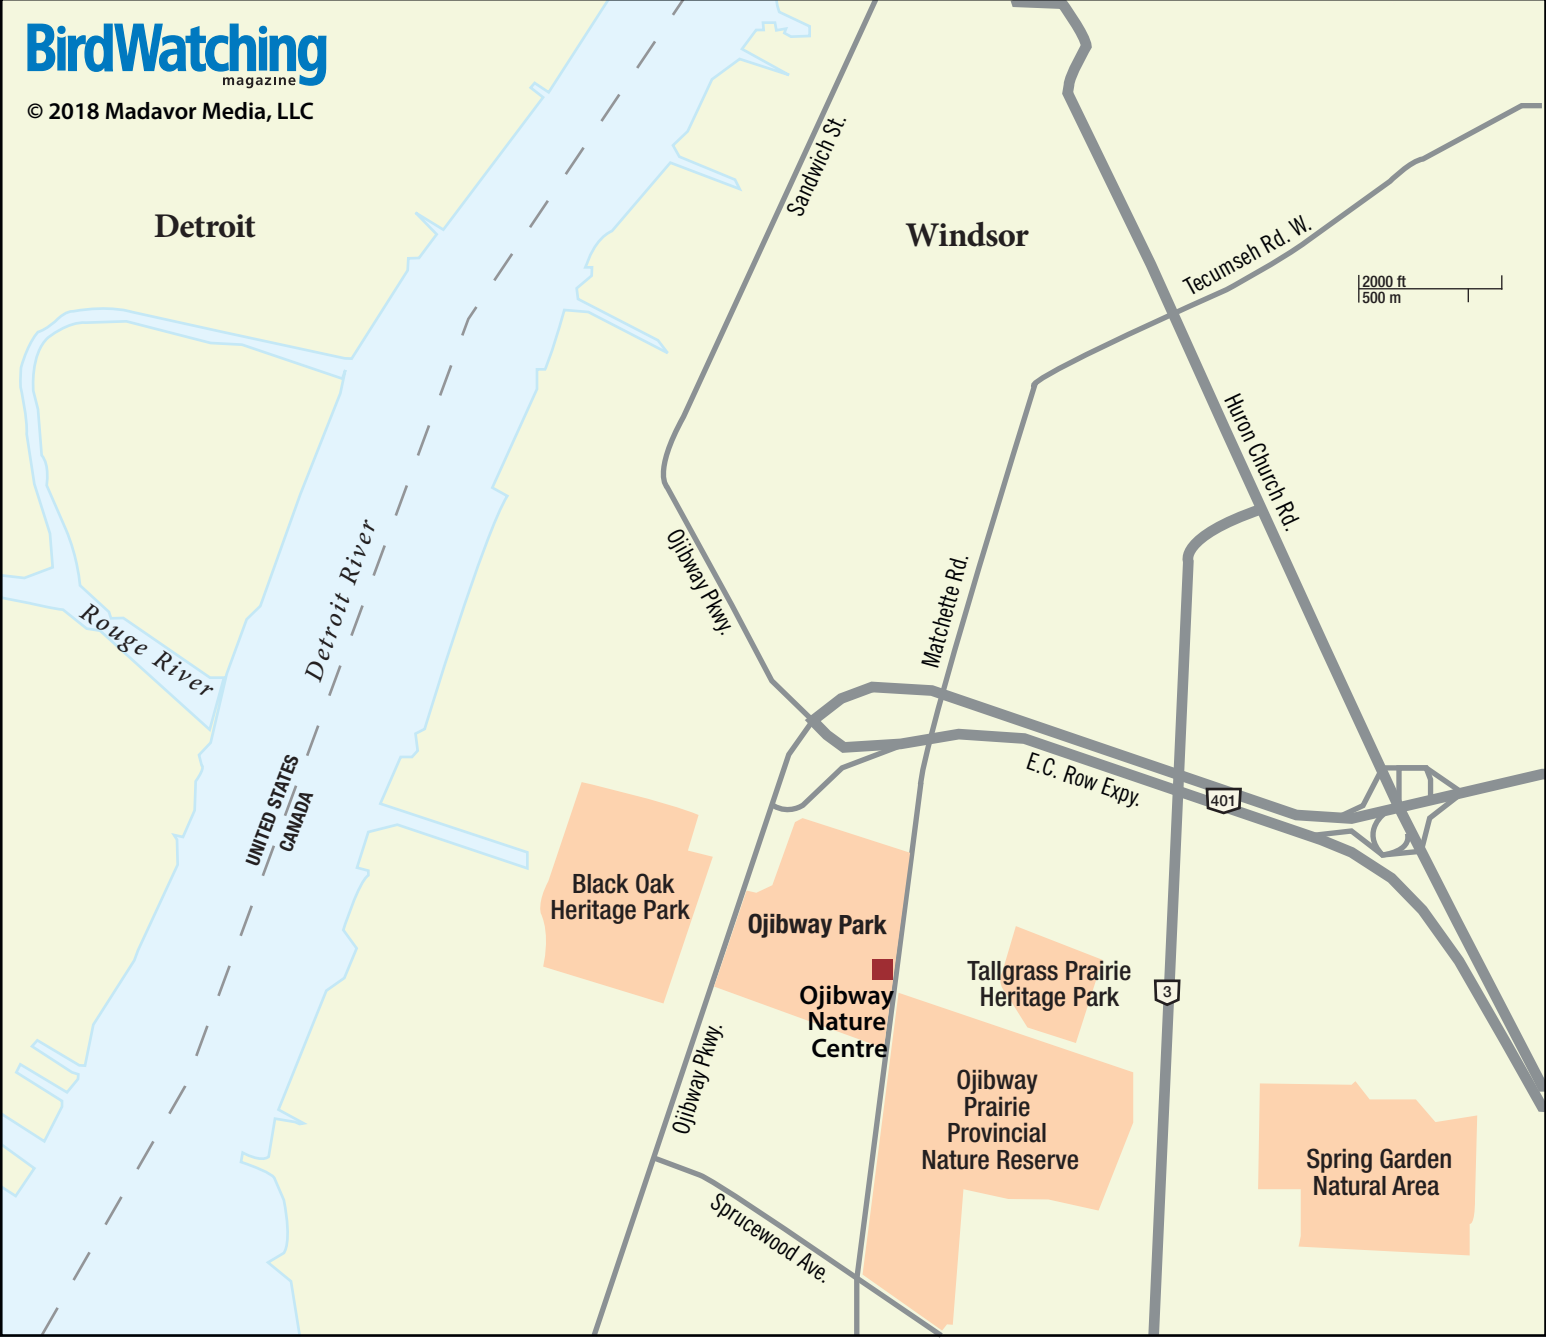 BirdWatching
magazine
© 2018 Madavor Media, LLC
Detroit
Windsor
Sandwich St.
Tecumseh Rd. W.
2000 ft
500 m
Huron Church Rd.
Ojibway Pkwy.
Matchette Rd.
Detroit River
Rouge River
UNITED STATES
CANADA
E.C. Row Expy.
401
Black Oak
Heritage Park
Ojibway Park
Ojibway
Nature
Centre
Tallgrass Prairie
Heritage Park
3
Ojibway Pkwy.
Ojibway
Prairie
Provincial
Nature Reserve
Spring Garden
Natural Area
Sprucewood Ave.